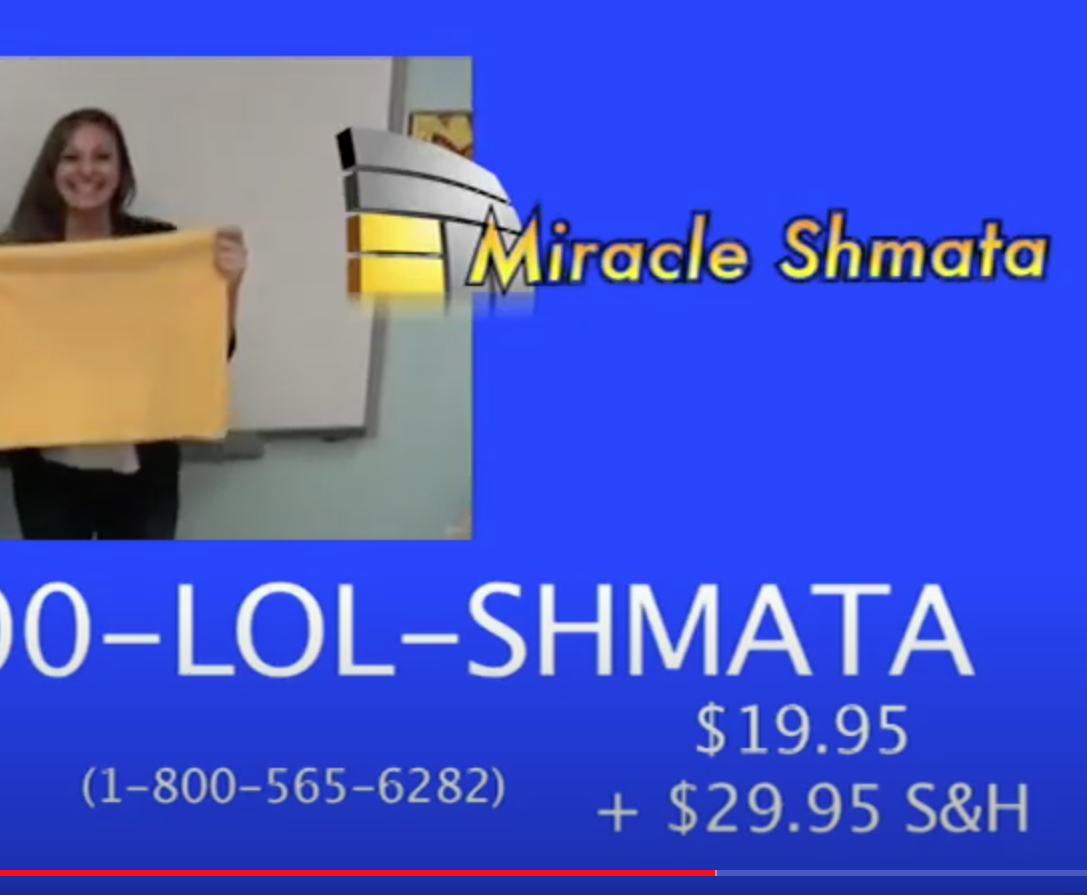 Miracle Shmata
00-LOL-SHMATA
$19.95
(1-800-565-6282)
+ $29.95 S&H